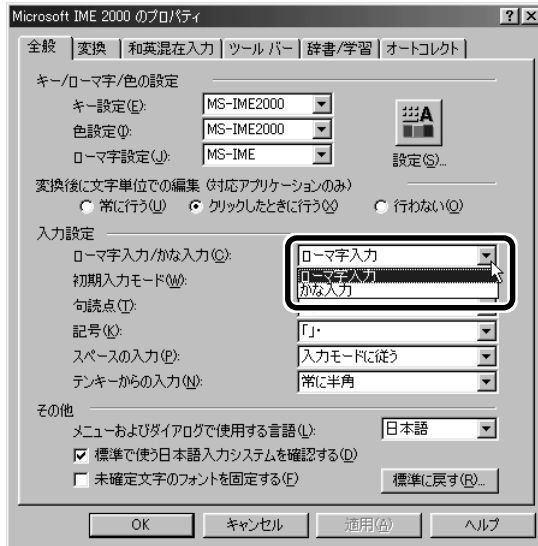 Microsoft IME 2000 のプロパティ
全般 変換 和英混在入力 ツール バー 辞書/学習 オートコレクト
キー/ローマ字/色の設定
キー設定(E): MS-IME2000
色設定(I): MS-IME2000
ローマ字設定(J): MS-IME
設定(S)...
変換後に文字単位での編集 (対応アプリケーションのみ)
常に行う(U) クリックしたときに行う(X) 行わない(O)
入力設定
ローマ字入力/かな入力(C): ローマ字入力
ローマ字入力
初期入力モード(W):
かな入力
句読点(T):
記号(K): 「」・
スペースの入力(P): 入力モードに従う
テンキーからの入力(N): 常に半角
その他
メニューおよびダイアログで使用する言語(L): 日本語
標準で使う日本語入力システムを確認する(D)
未確定文字のフォントを固定する(F) 標準に戻す(R)...
OK キャンセル 適用(A) ヘルプ